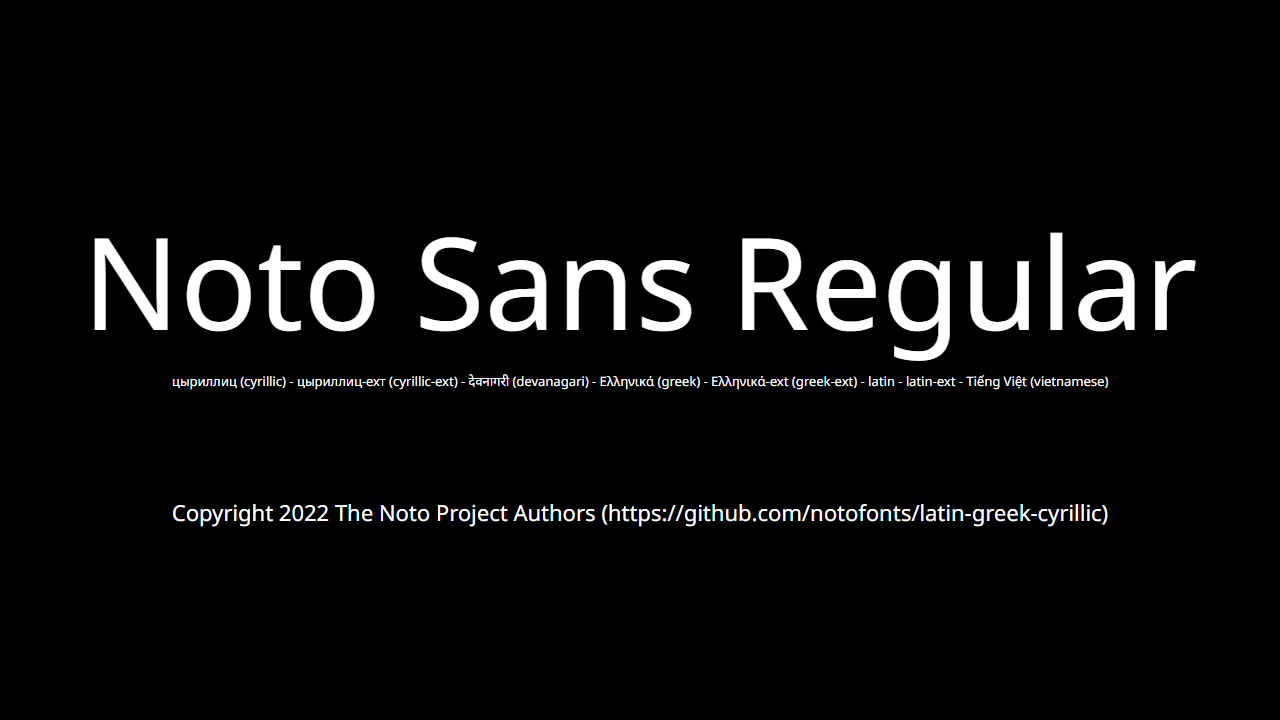 Noto Sans Regular
цыриллиц (cyrillic) - цыриллиц-ext (cyrillic-ext) - देवनागरी (devanagari) - Ελληνικά (greek) - Ελληνικά-ext (greek-ext) - latin - latin-ext - Tiếng Việt (vietnamese)
Copyright 2022 The Noto Project Authors (https://github.com/notofonts/latin-greek-cyrillic)